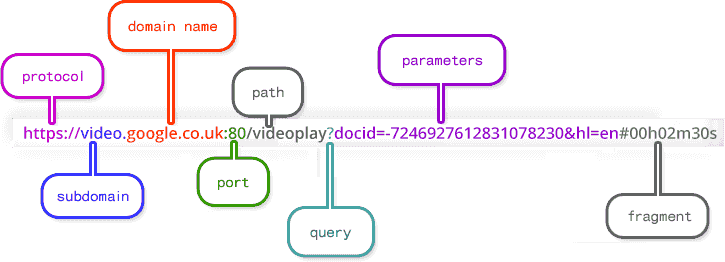 domain name
protocol
path
parameters
https://video.google.co.uk:80/videoplay?docid=-7246927612831078230&hl=en#00h02m30s
subdomain
port
query
fragment